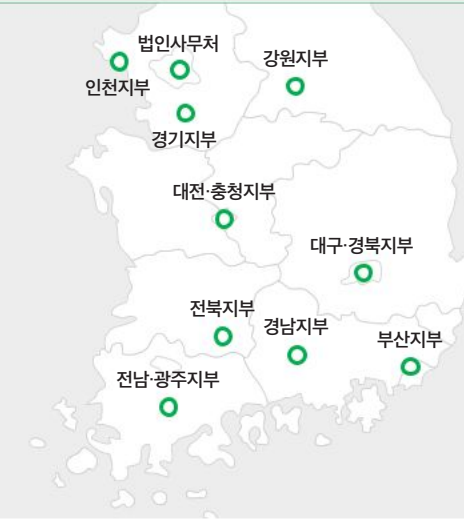 법인사무처
인천지부
강원지부
경기지부
대전·충청지부
대구·경북지부
전북지부
경남지부
부산지부
전남·광주지부